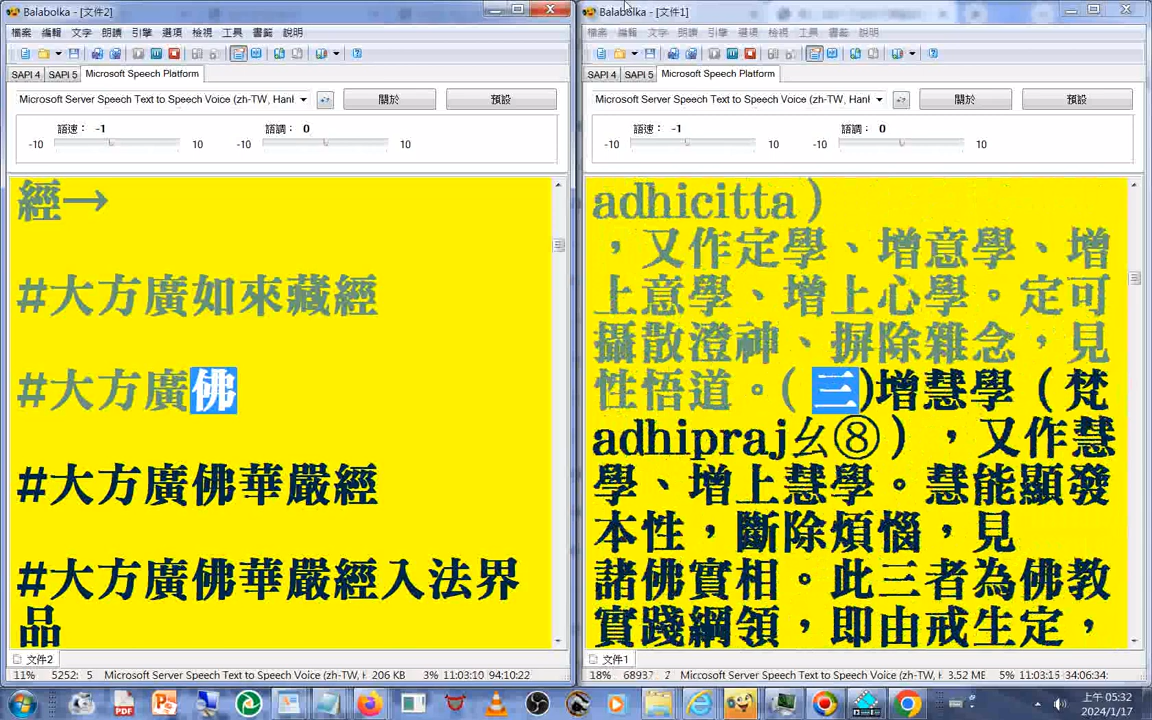 Balabolka - [文件2]
檔案 編輯 文字 朗讀 引擎 選項 檢視 工具 書籤 說明
SAPI 4 SAPI 5 Microsoft Speech Platform
Microsoft Server Speech Text to Speech Voice (zh-TW, Hanl
關於
預設
語速： -1
語調： 0
-10 10 -10 10
經→
#大方廣如來藏經
#大方廣佛
#大方廣佛華嚴經
#大方廣佛華嚴經入法界
品
文件2
11% 5252: 5 Microsoft Server Speech Text to Speech Voice (zh-T\ 206 KB 3% 11:03:10 94:10:22
Balabolka - [文件1]
檔案 編輯 文字 朗讀 引擎 選項 檢視 工具 書籤 說明
SAPI 4 SAPI 5 Microsoft Speech Platform
Microsoft Server Speech Text to Speech Voice (zh-TW, Hanl
關於
預設
語速： -1
語調： 0
-10 10 -10 10
adhicitta）
，又作定學、增意學、增
上意學、增上心學。定可
攝散澄神、摒除雜念，見
性悟道。( 三)增慧學（梵
adhipraj幺⑧），又作慧
學、增上慧學。慧能顯發
本性，斷除煩惱，見
諸佛實相。此三者為佛教
實踐綱領，即由戒生定，
文件1
18% 68937 7 Microsoft Server Speech Text to Speech Voice (zh-T\ 3.52 ME 5% 11:03:15 34:06:34
上午 05:32
2024/1/17